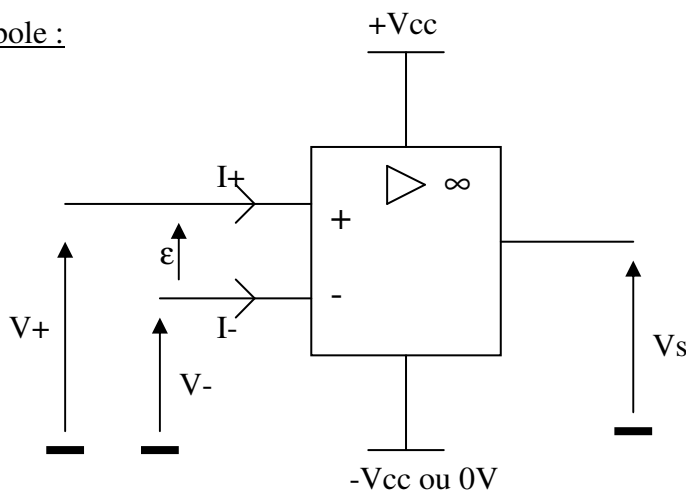 bole :
+Vcc
I+
∞
+
ε
-
V+
I-
Vs
V-
-Vcc ou 0V